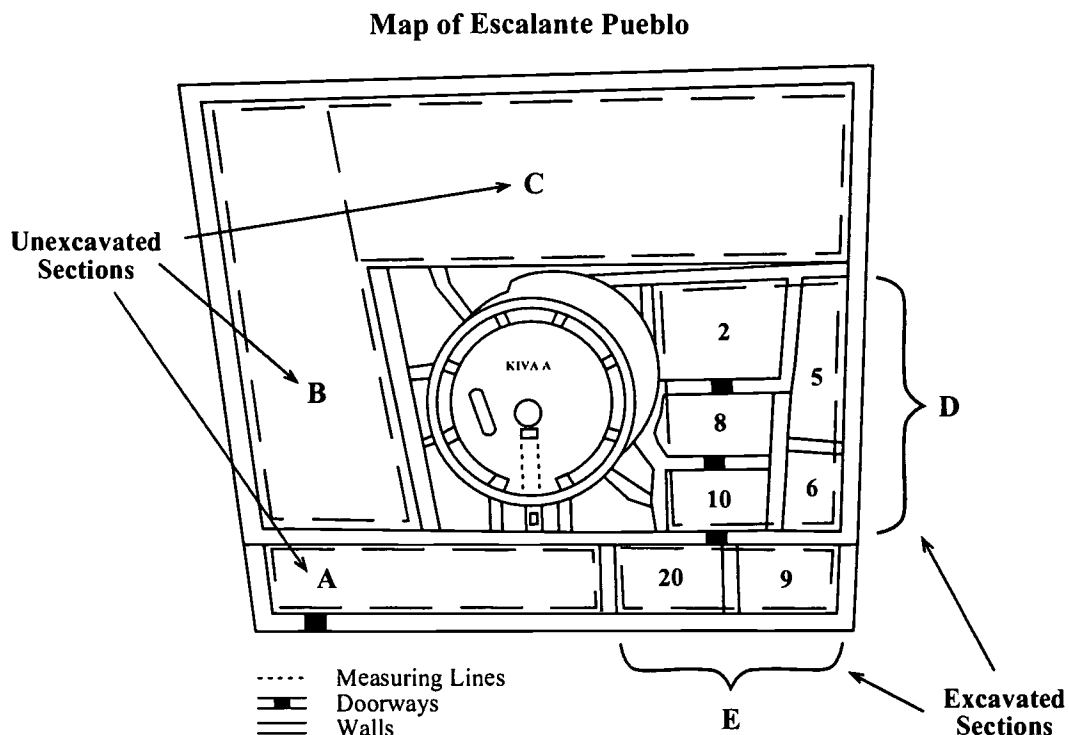 Map of Escalante Pueblo
C
Unexcavated
Sections
2
KIVA A
5
B
D
8
6
10
A
20
9
Measuring Lines
Doorways
Walls
E
Excavated
Sections